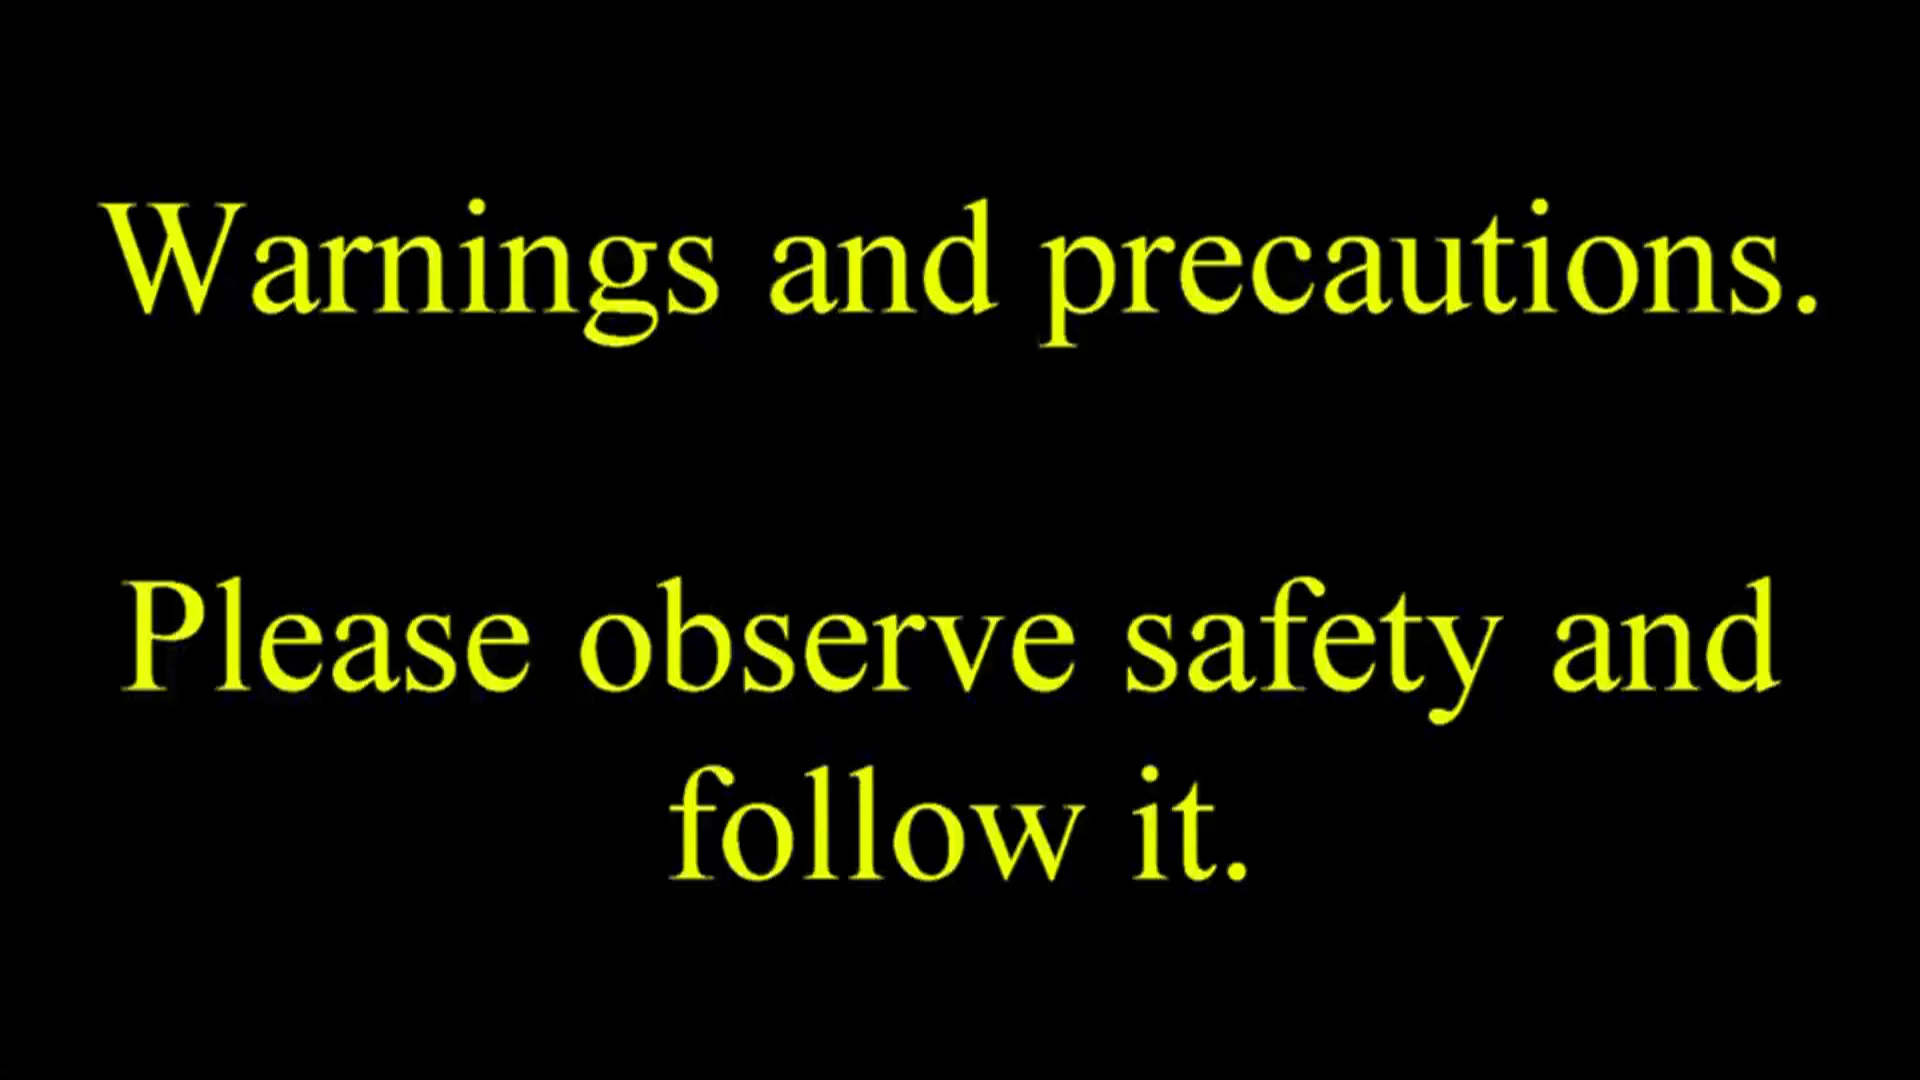 Warnings and precautions.
Please observe safety and
follow it.